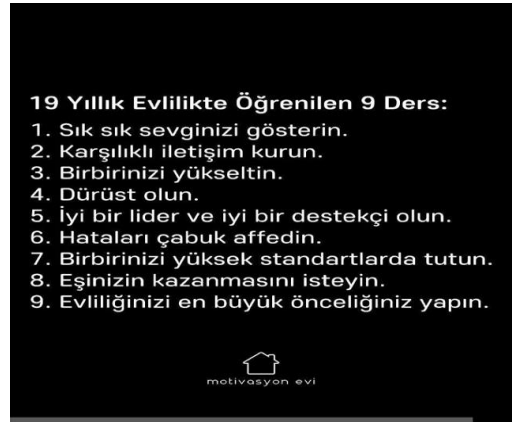 19 Yıllık Evlilikte Öğrenilen 9 Ders:
1. Sık sık sevginizi gösterin.
2. Karşılıklı iletişim kurun.
3. Birbirinizi yükseltin.
4. Dürüst olun.
5. İyi bir lider ve iyi bir destekçi olun.
6. Hataları çabuk affedin.
7. Birbirinizi yüksek standartlarda tutun.
8. Eşinizin kazanmasını isteyin.
9. Evliliğinizi en büyük önceliğiniz yapın.
motivasyon evi